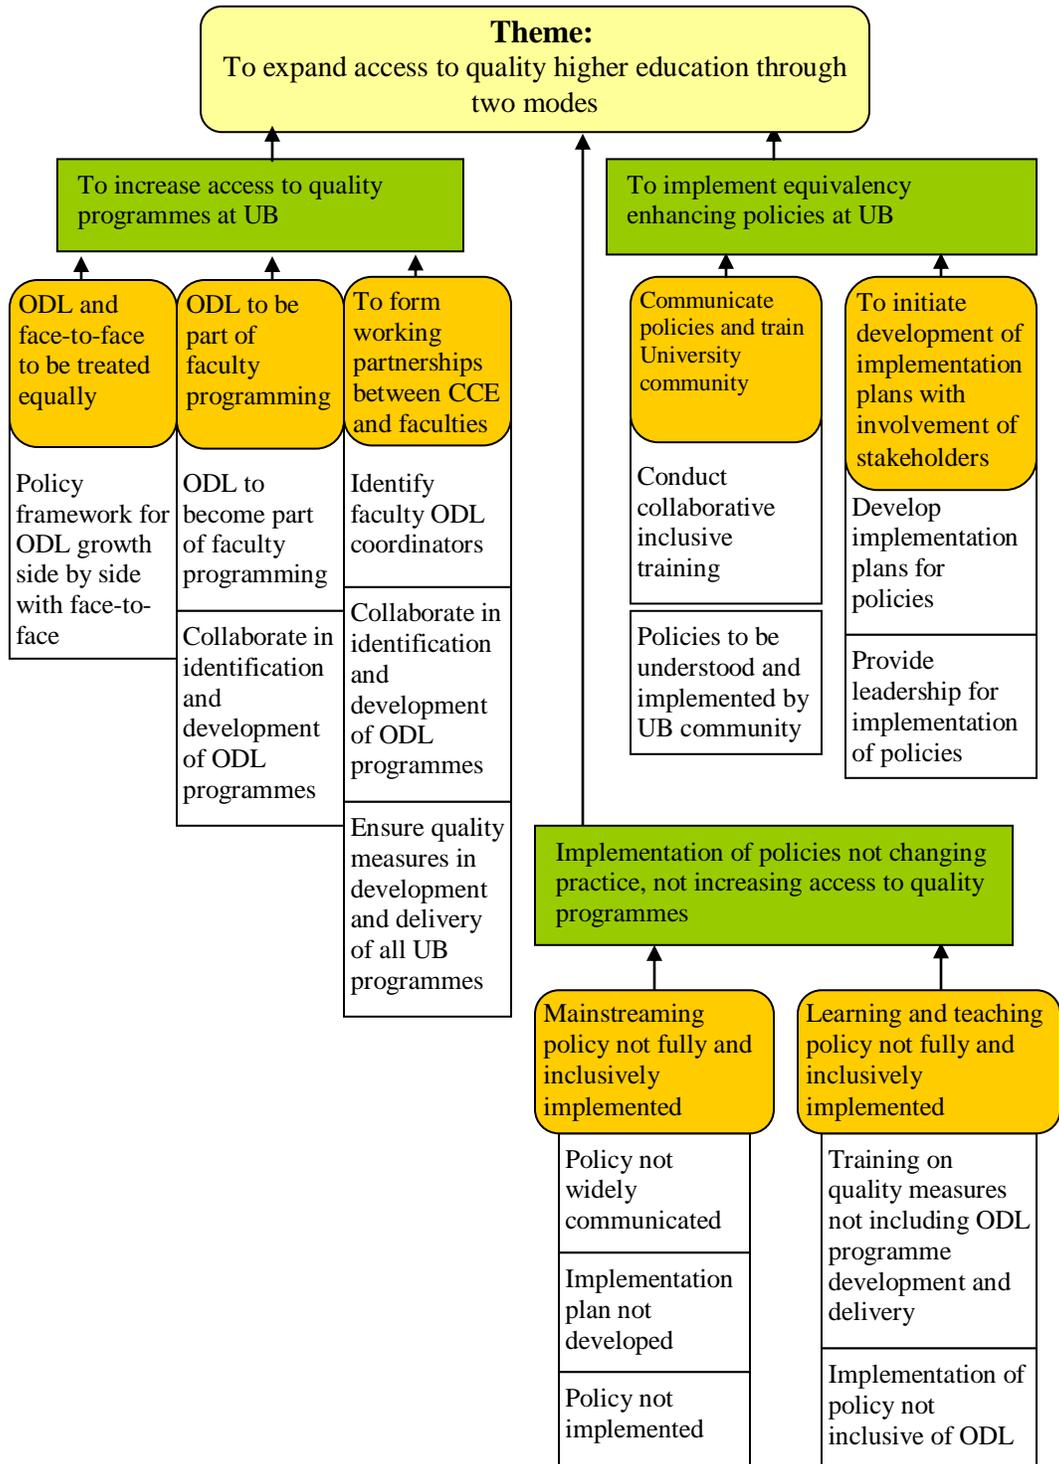 Theme:
To expand access to quality higher education through
two modes
To increase access to quality
programmes at UB
To implement equivalency
enhancing policies at UB
ODL and
face-to-face
to be treated
equally
Policy
framework for
ODL growth
side by side
with face-to-
face
ODL to be
part of
faculty
programming
ODL to
become part
of faculty
programming
Collaborate in
identification
and
development
of ODL
programmes
To form
working
partnerships
between CCE
and faculties
Identify
faculty ODL
coordinators
Collaborate in
identification
and
development
of ODL
programmes
Ensure quality
measures in
development
and delivery
of all UB
programmes
Communicate
policies and train
University
community
Conduct
collaborative
inclusive
training
Policies to be
understood and
implemented by
UB community
To initiate
development of
implementation
plans with
involvement of
stakeholders
Develop
implementation
plans for
policies
Provide
leadership for
implementation
of policies
Implementation of policies not changing
practice, not increasing access to quality
programmes
Mainstreaming
policy not fully and
inclusively
implemented
Policy not
widely
communicated
Implementation
plan not
developed
Policy not
implemented
Learning and teaching
policy not fully and
inclusively
implemented
Training on
quality measures
not including ODL
programme
development and
delivery
Implementation of
policy not
inclusive of ODL